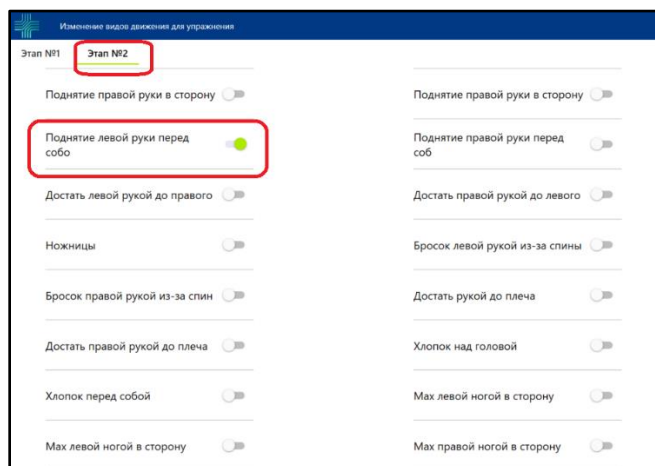 Изменение видов движения для упражнения
Этап №1 Этап №2
Поднятие правой руки в сторону
Поднятие правой руки в сторону
Поднятие левой руки перед
собо
Поднятие правой руки перед
соб
Достать левой рукой до правого
Достать правой рукой до левого
Ножницы
Бросок левой рукой из-за спины
Бросок правой рукой из-за спин
Достать рукой до плеча
Достать правой рукой до плеча
Хлопок над головой
Хлопок перед собой
Мах левой ногой в сторону
Мах левой ногой в сторону
Мах правой ногой в сторону